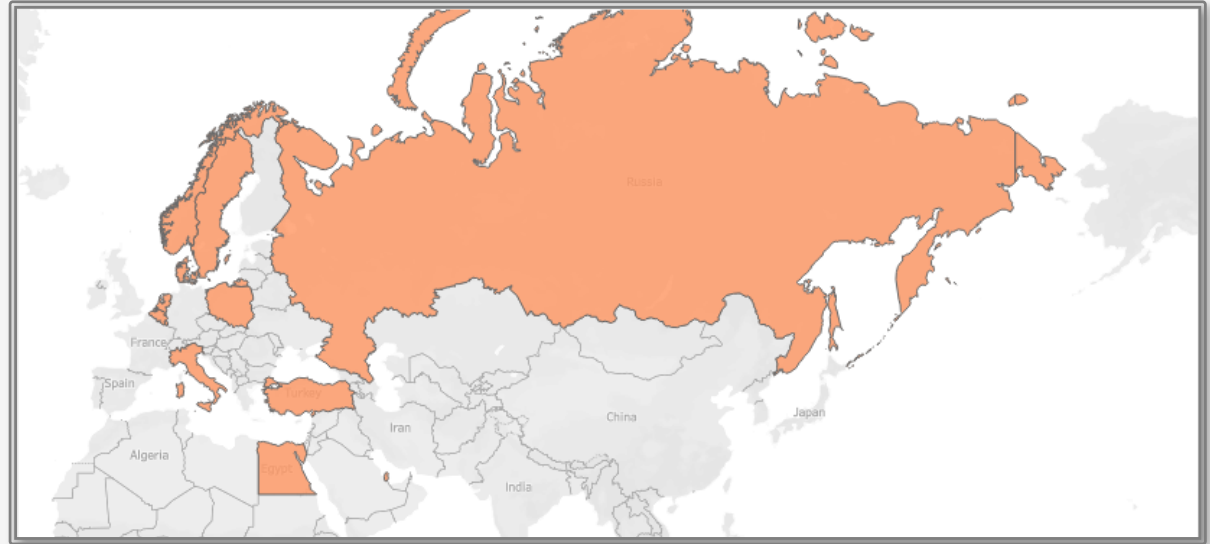 Russia
France
Spain
Turkey
Iran
China
Japan
Algeria
Egypt
India